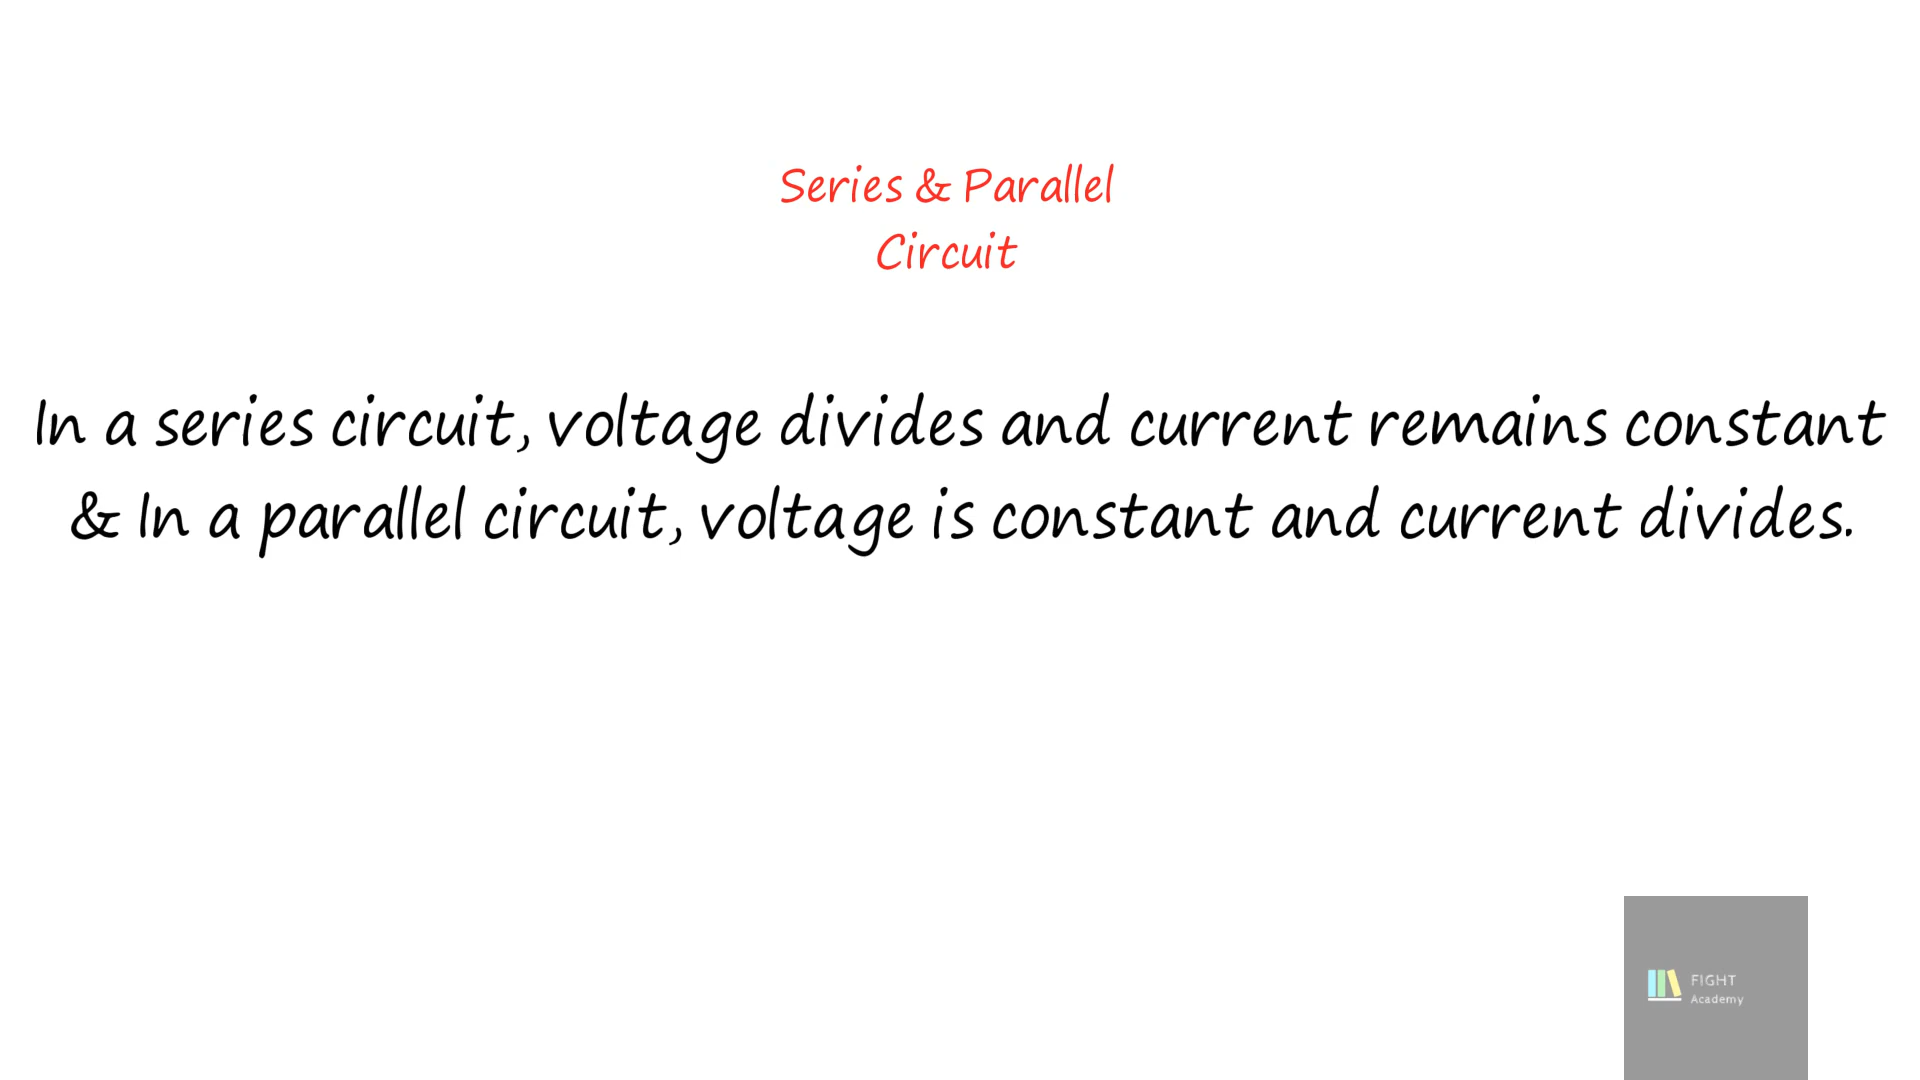 Series & Parallel
Circuit
In a series circuit, voltage divides and current remains constant
& In a parallel circuit, voltage is constant and current divides.
FIGHT
Academy